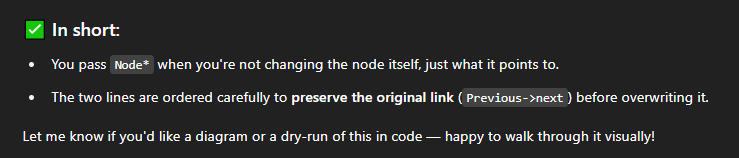 ✅ In short:
• You pass Node* when you're not changing the node itself, just what it points to.
• The two lines are ordered carefully to preserve the original link (Previous->next) before overwriting it.
Let me know if you'd like a diagram or a dry-run of this in code — happy to walk through it visually!